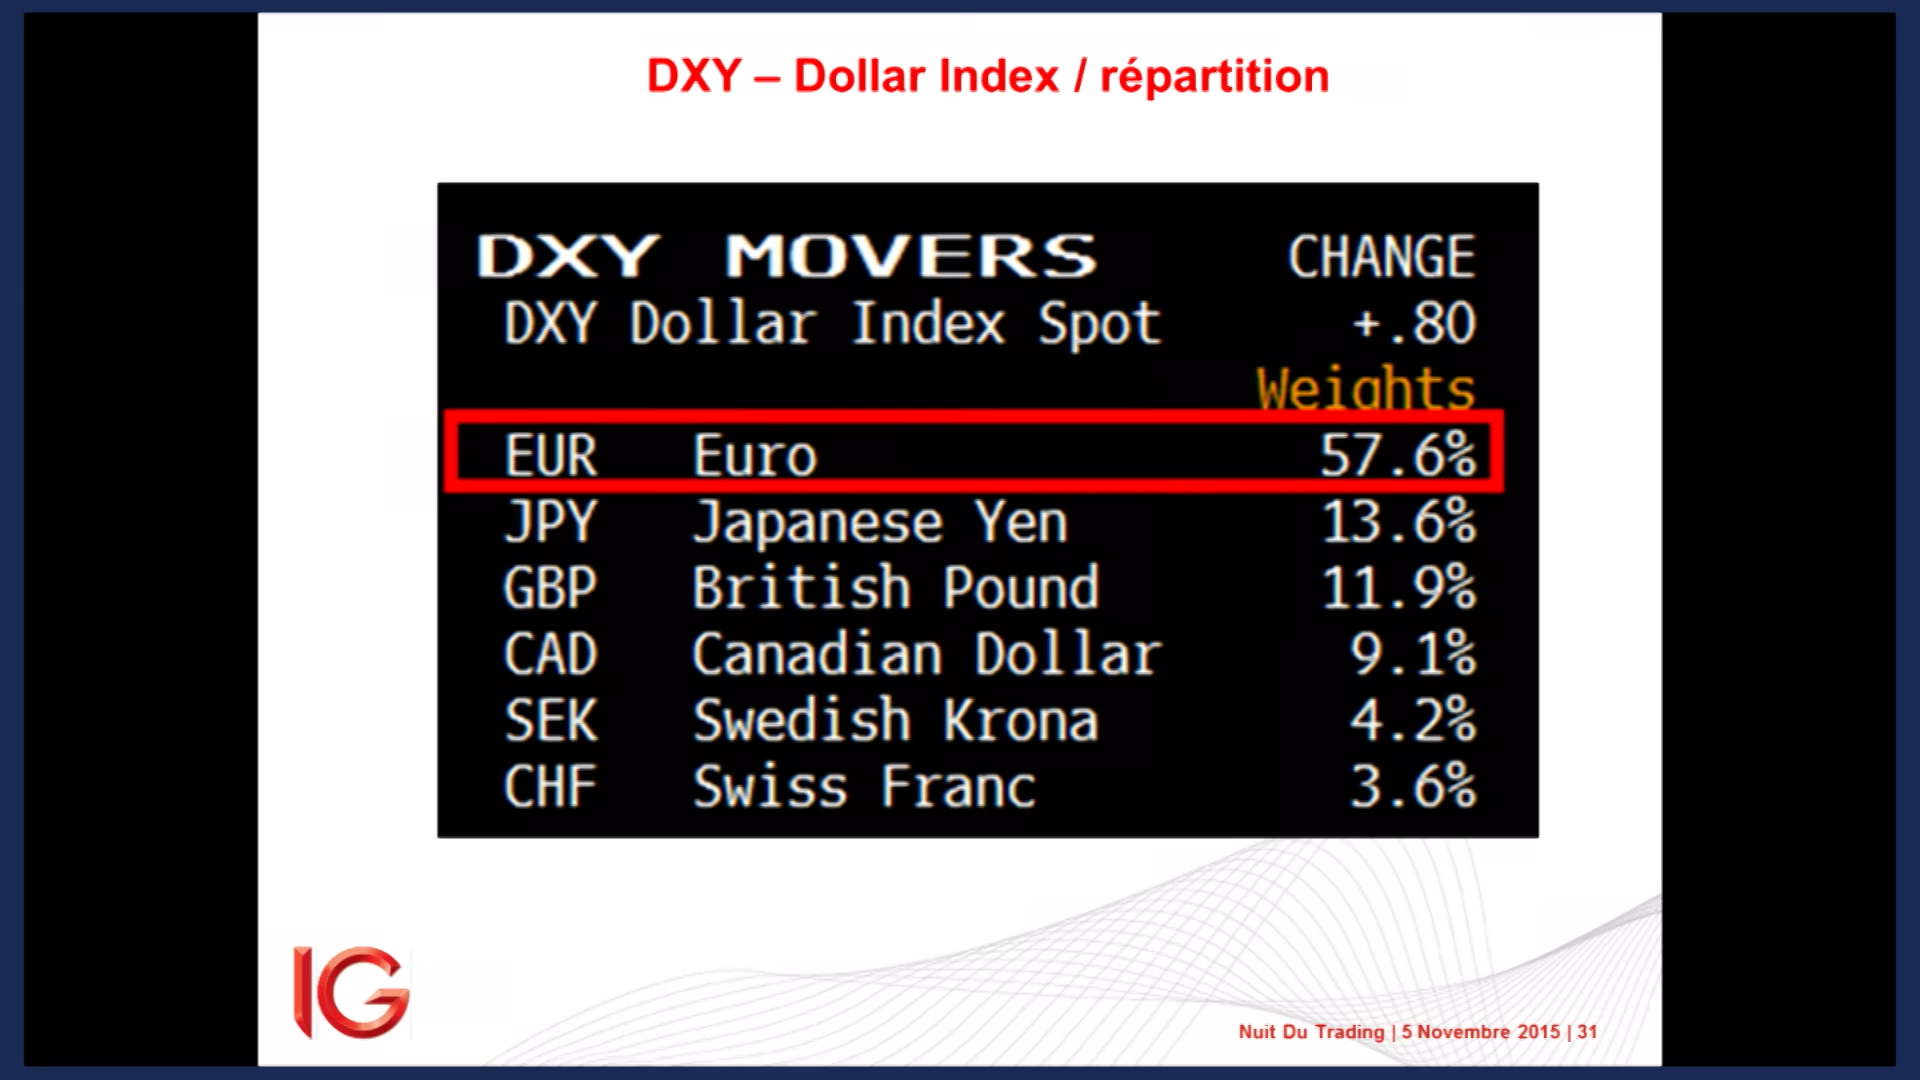 DXY – Dollar Index / répartition
DXY MOVERS CHANGE
DXY Dollar Index Spot +.80
Weights
EUR Euro 57.6%
JPY Japanese Yen 13.6%
GBP British Pound 11.9%
CAD Canadian Dollar 9.1%
SEK Swedish Krona 4.2%
CHF Swiss Franc 3.6%
IG
Nuit Du Trading | 5 Novembre 2015 | 31